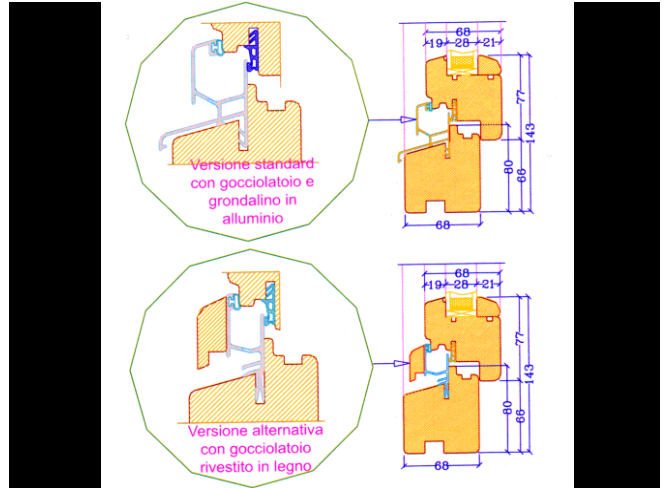 68
19 28 21
77
143
80
66
68
Versione standard
con gocciolatoio e
grondalino in
alluminio
68
19 28 21
77
143
80
66
68
Versione alternativa
con gocciolatoio
rivestito in legno